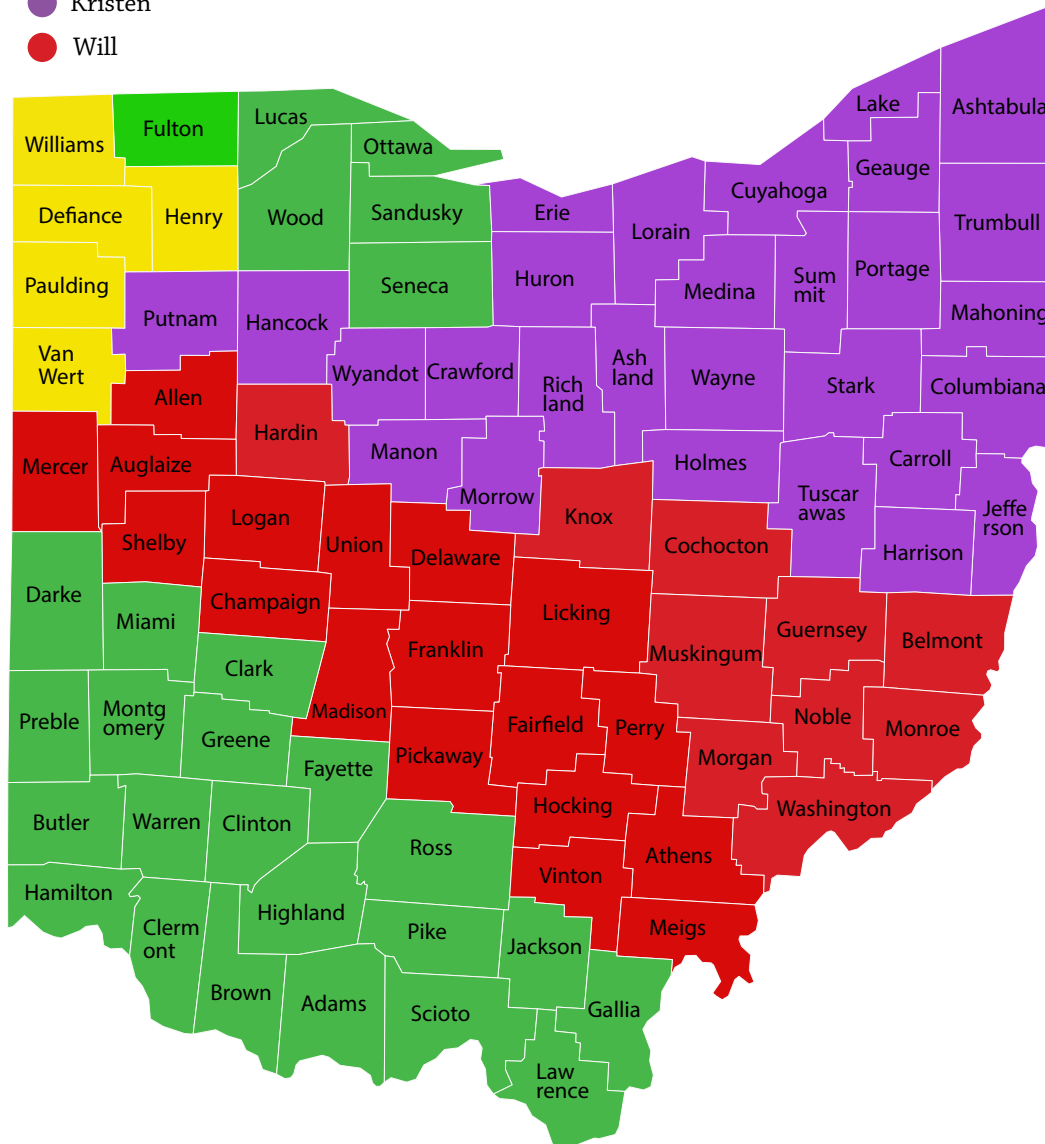 Kristen
Will
Lake
Ashtabula
Lucas
Fulton
Williams
Ottawa
Geauge
Cuyahoga
Defiance
Henry
Wood
Sandusky
Erie
Lorain
Trumbull
Paulding
Seneca
Huron
Medina
Sum
mit
Portage
Putnam
Hancock
Mahoning
Van
Wert
Wyandot
Crawford
Rich
land
Ash
land
Wayne
Stark
Columbiana
Allen
Hardin
Mercer
Auglaize
Manon
Morrow
Holmes
Carroll
Tuscar
awas
Jeffe
rson
Logan
Knox
Shelby
Union
Delaware
Cochocton
Harrison
Darke
Miami
Champaign
Licking
Guernsey
Belmont
Franklin
Muskingum
Clark
Preble
Montg
omery
Greene
Madison
Fairfield
Perry
Noble
Monroe
Fayette
Pickaway
Morgan
Hocking
Washington
Butler
Warren
Clinton
Ross
Athens
Vinton
Hamilton
Highland
Clerm
ont
Pike
Jackson
Meigs
Brown
Adams
Scioto
Gallia
Law
rence